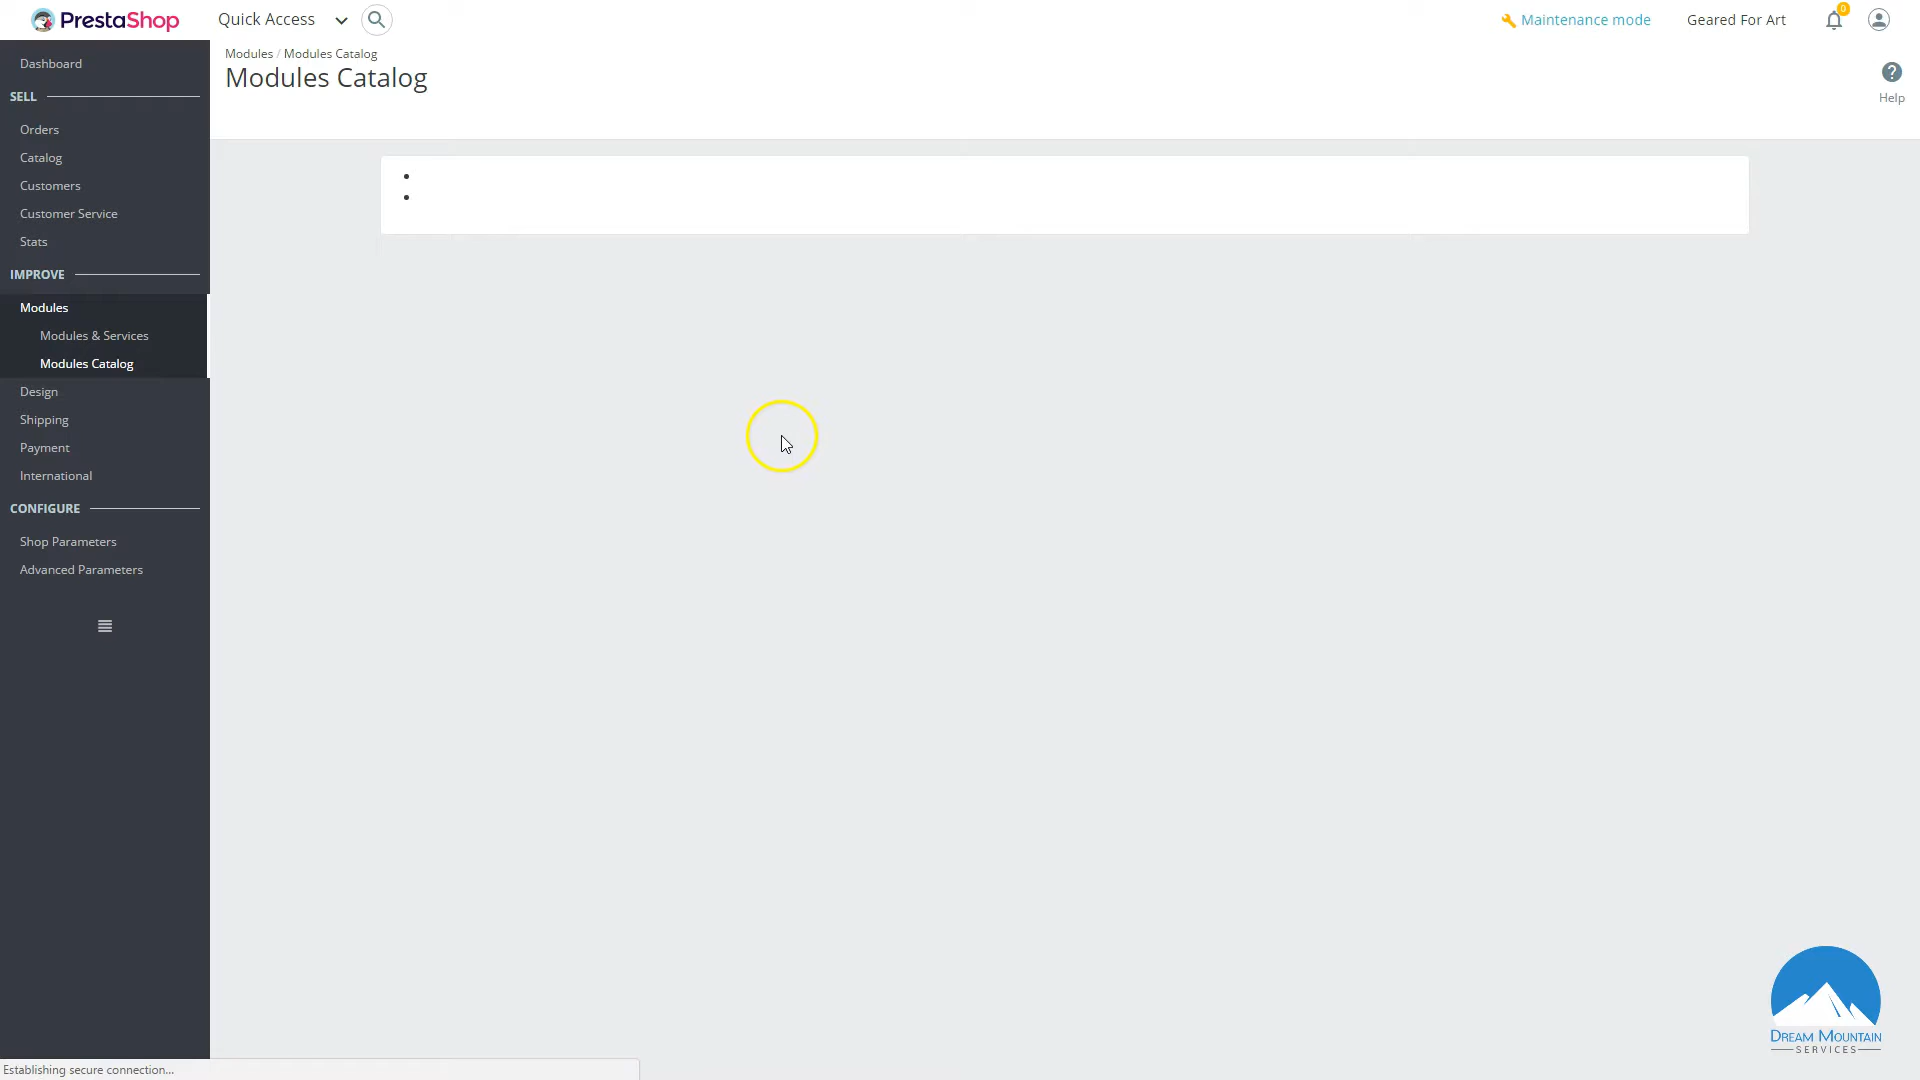 PrestaShop
Quick Access
Maintenance mode
Geared For Art
0
Modules / Modules Catalog
Modules Catalog
?
Help
Dashboard
SELL
Orders
Catalog
Customers
Customer Service
Stats
IMPROVE
Modules
Modules & Services
Modules Catalog
Design
Shipping
Payment
International
CONFIGURE
Shop Parameters
Advanced Parameters
DREAM MOUNTAIN
SERVICES
Establishing secure connection...